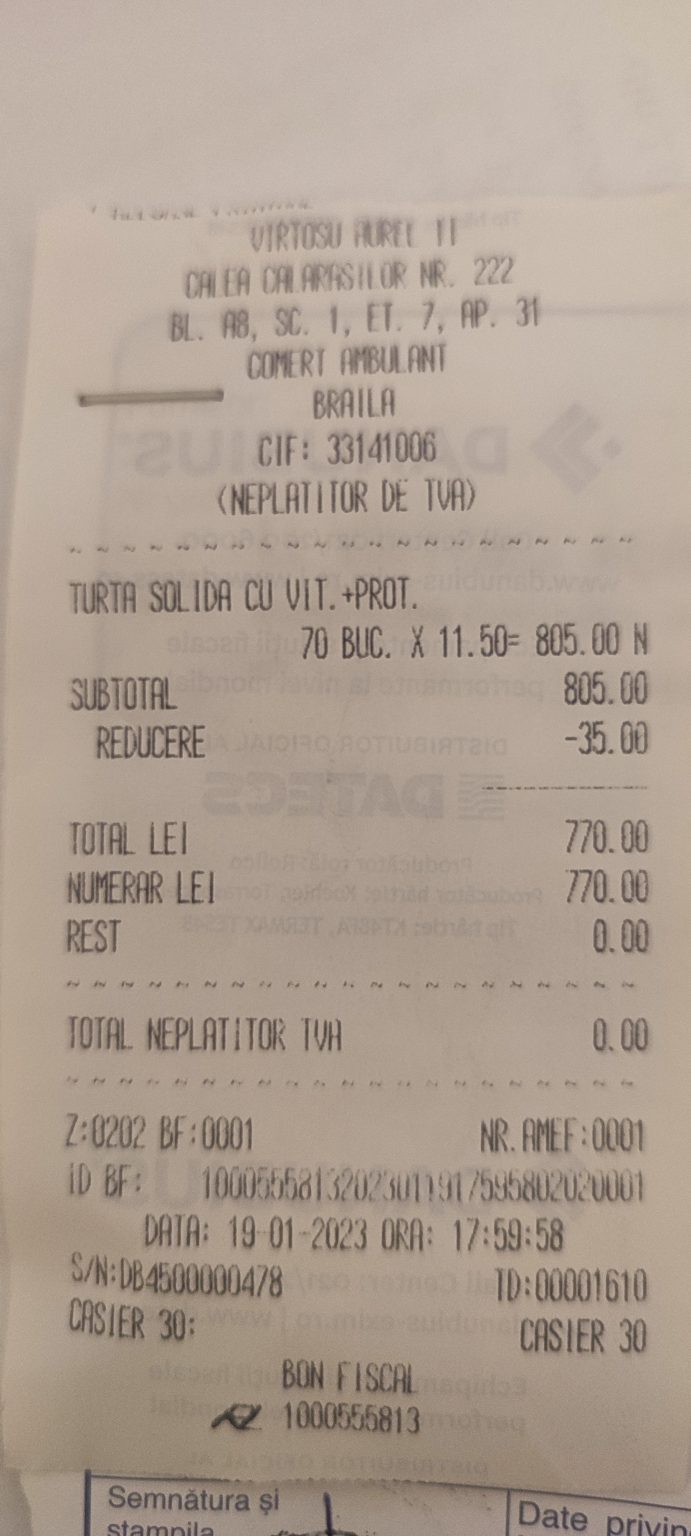 VIRTOSU AUREL II
CALEA CALARASILOR NR. 222
BL. A8, SC. 1, ET. 7, AP. 31
COMERT AMBULANT
BRAILA
CIF: 33141006
(NEPLATITOR DE TVA)
TURTA SOLIDA CU VIT.+PROT.
70 BUC. X 11.50= 805.00 N
SUBTOTAL 805.00
REDUCERE -35.00
TOTAL LEI 770.00
NUMERAR LEI 770.00
REST 0.00
TOTAL NEPLATITOR TVA 0.00
Z:0202 BF:0001 NR.AMEF:0001
ID BF: 10005558132023011917595802020001
DATA: 19-01-2023 ORA: 17:59:58
S/N:DB4500000478 TD:00001610
CASIER 30: CASIER 30
BON FISCAL
1000555813
Semnătura și
ștampila
Date privin